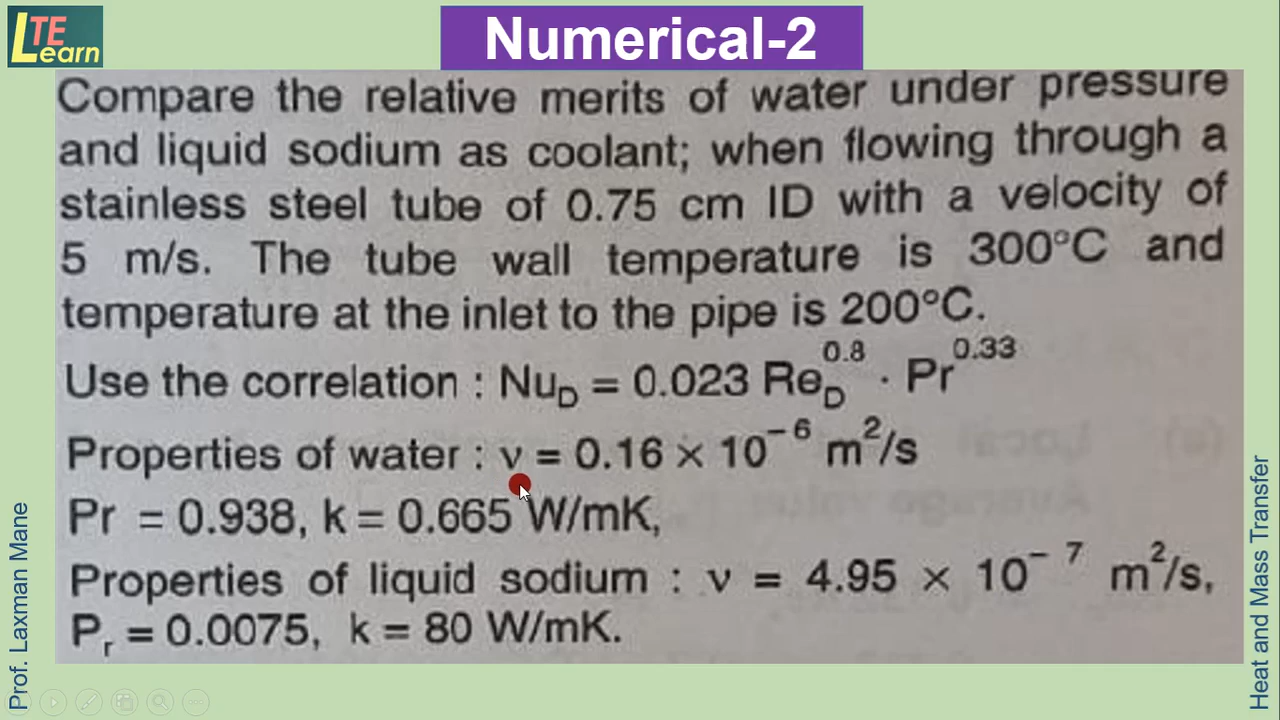 LTE
Learn
Numerical-2
Compare the relative merits of water under pressure
and liquid sodium as coolant; when flowing through a
stainless steel tube of 0.75 cm ID with a velocity of
5 m/s. The tube wall temperature is 300°C and
temperature at the inlet to the pipe is 200°C.
Use the correlation : Nu_D = 0.023 Re_D^0.8 · Pr^0.33
Properties of water : ν = 0.16 × 10^−6 m²/s
Pr = 0.938, k = 0.665 W/mK,
Properties of liquid sodium : ν = 4.95 × 10^−7 m²/s,
P_r = 0.0075, k = 80 W/mK.
Prof. Laxman Mane
Heat and Mass Transfer